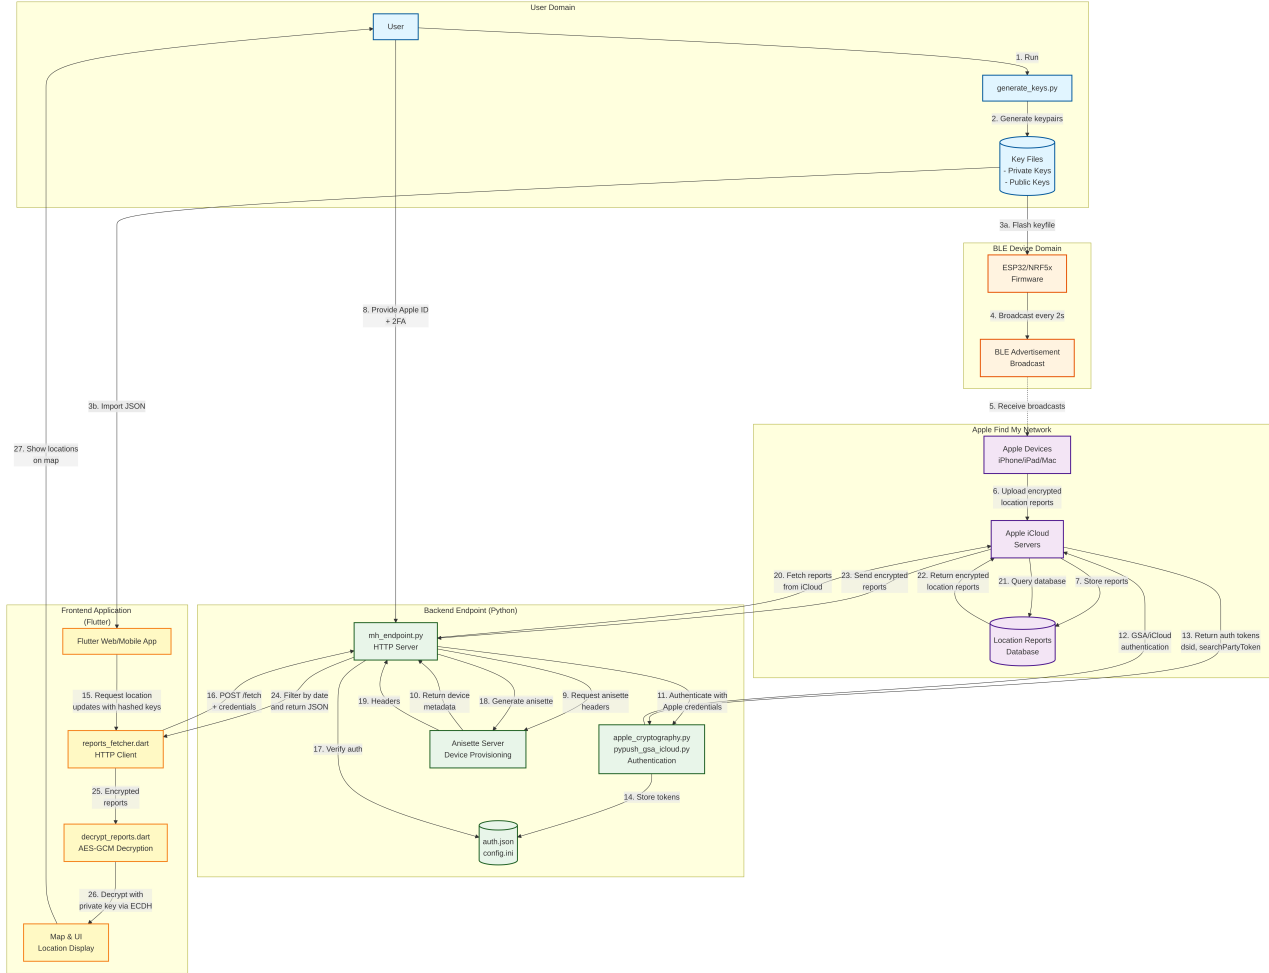 User Domain
User
1. Run
generate_keys.py
2. Generate keypairs
Key Files
- Private Keys
- Public Keys
3a. Flash keyfile
BLE Device Domain
ESP32/NRF5x
Firmware
8. Provide Apple ID
+ 2FA
4. Broadcast every 2s
BLE Advertisement
Broadcast
3b. Import JSON
5. Receive broadcasts
27. Show locations
on map
Apple Find My Network
Apple Devices
iPhone/iPad/Mac
6. Upload encrypted
location reports
Apple iCloud
Servers
20. Fetch reports
from iCloud
23. Send encrypted
reports
22. Return encrypted
location reports
21. Query database
7. Store reports
Location Reports
Database
12. GSA/iCloud
authentication
13. Return auth tokens
dsid, searchPartyToken
Frontend Application
(Flutter)
Flutter Web/Mobile App
Backend Endpoint (Python)
mh_endpoint.py
HTTP Server
15. Request location
updates with hashed keys
16. POST /fetch
+ credentials
24. Filter by date
and return JSON
19. Headers
10. Return device
metadata
18. Generate anisette
9. Request anisette
headers
11. Authenticate with
Apple credentials
reports_fetcher.dart
HTTP Client
17. Verify auth
Anisette Server
Device Provisioning
apple_cryptography.py
pypush_gsa_icloud.py
Authentication
25. Encrypted
reports
14. Store tokens
decrypt_reports.dart
AES-GCM Decryption
auth.json
config.ini
26. Decrypt with
private key via ECDH
Map & UI
Location Display